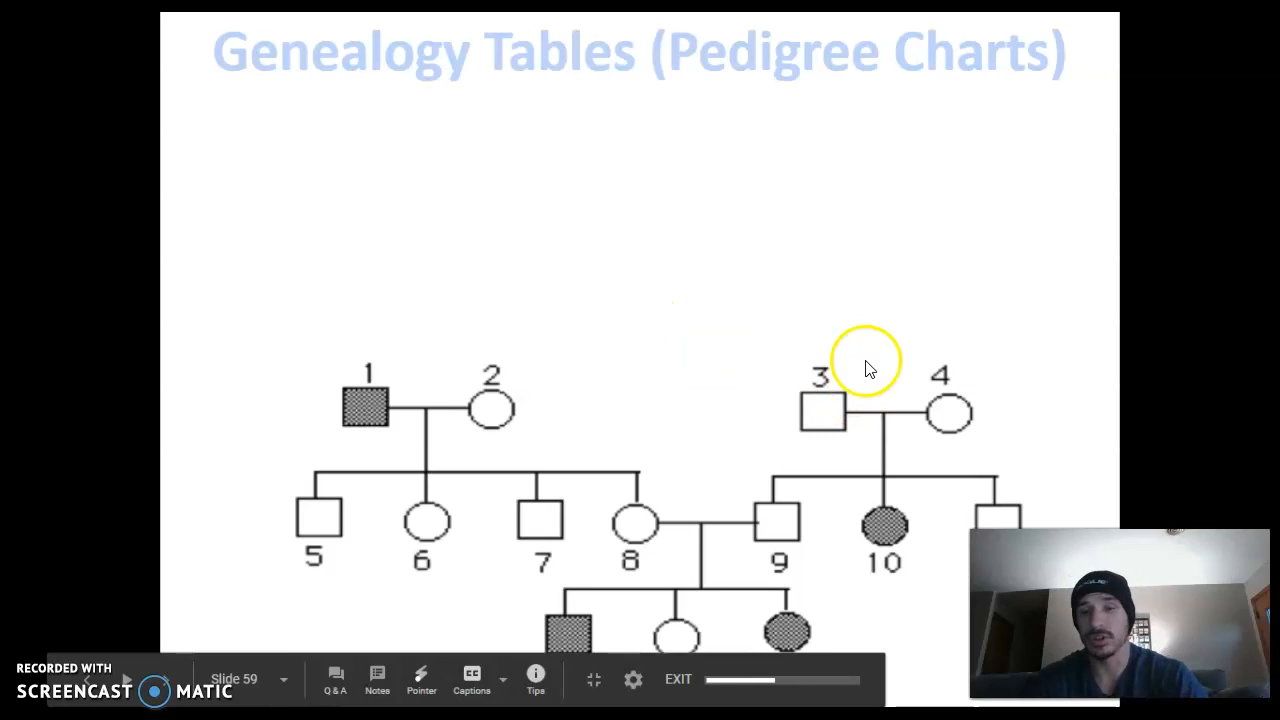 Genealogy Tables (Pedigree Charts)
1 2 3 4
5 6 7 8 9 10
RECORDED WITH
SCREENCAST MATIC
Slide 59
Q & A Notes Pointer Captions Tips
EXIT